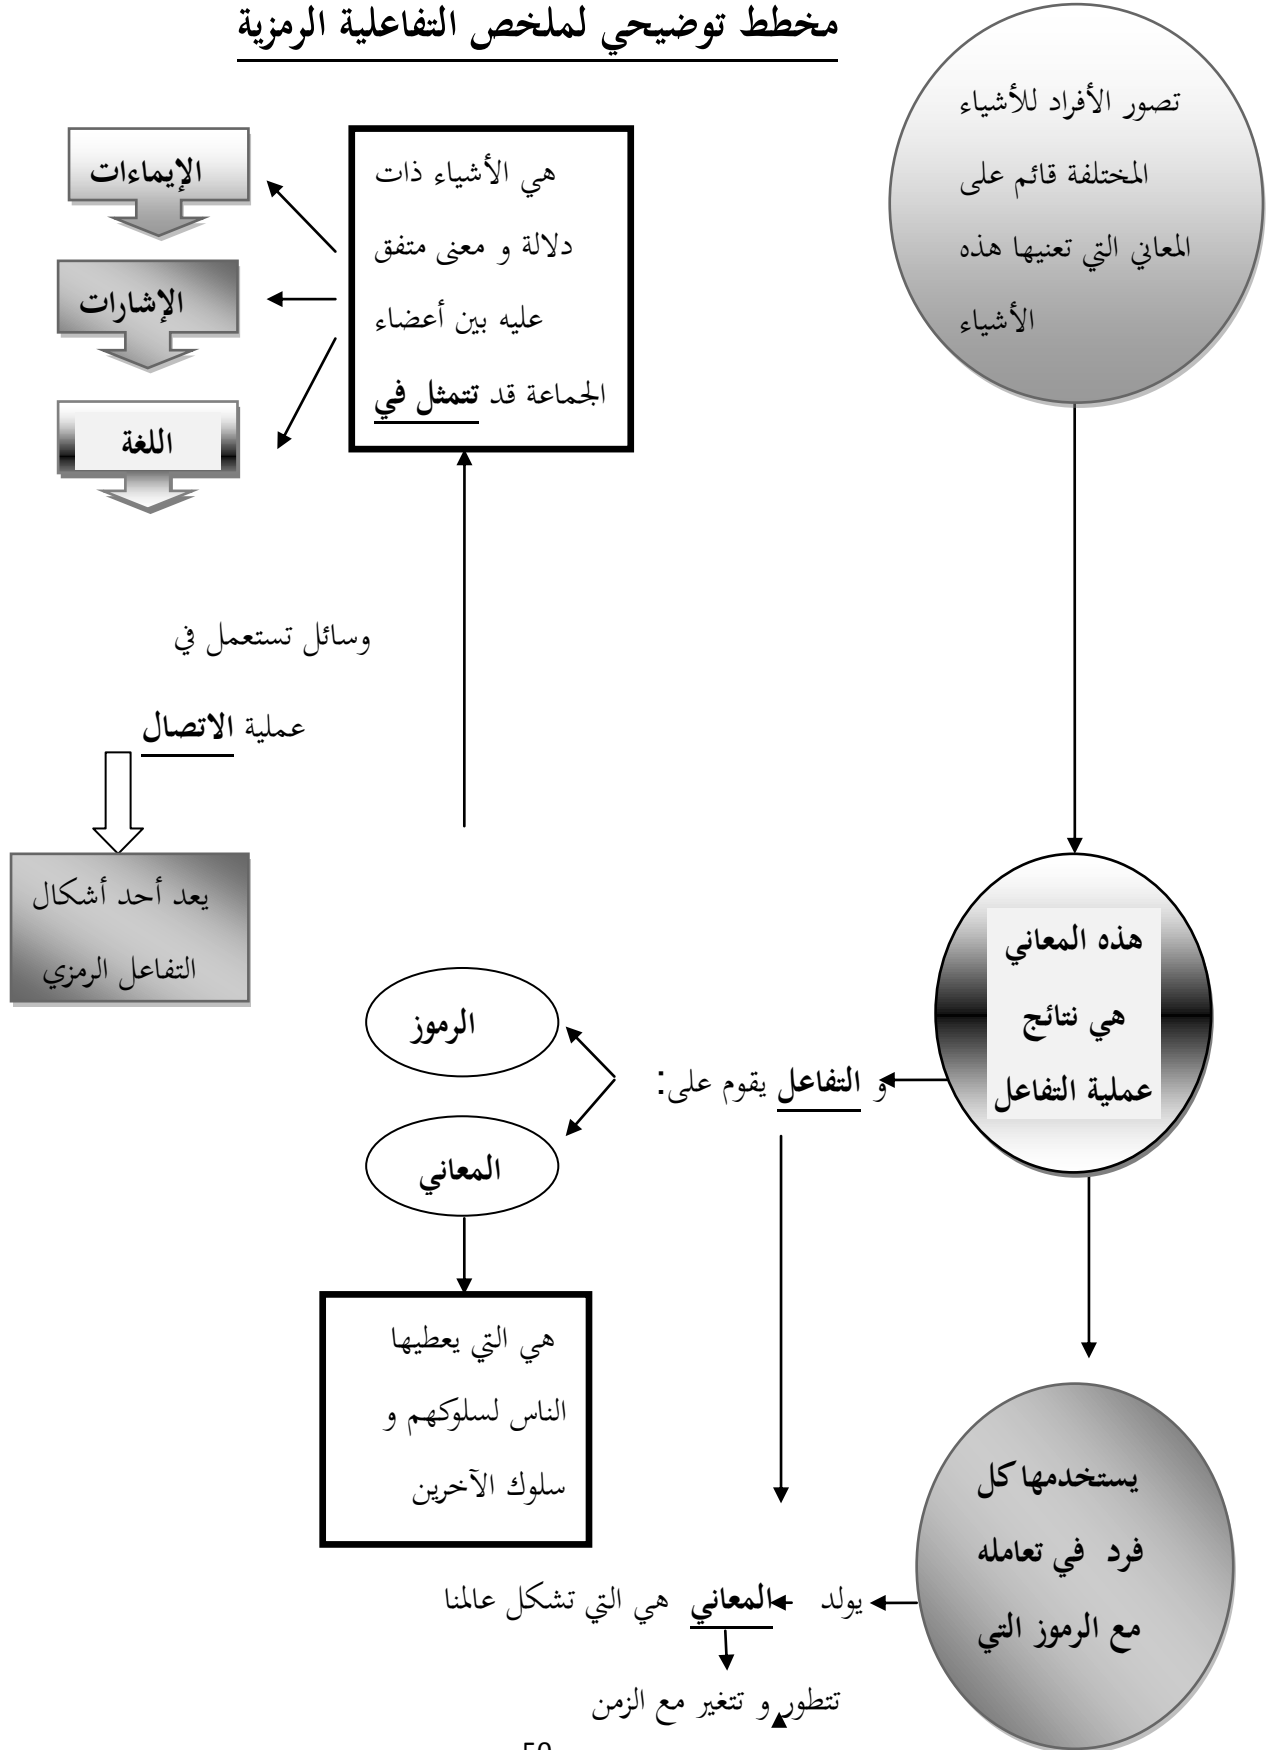 مخطط توضيحي لملخص التفاعلية الرمزية
تصور الأفراد للأشياء
المختلفة قائم على
المعاني التي تعنيها هذه
الأشياء
هي الأشياء ذات
دلالة و معنى متفق
عليه بين أعضاء
الجماعة قد تتمثل في
الإيماءات
الإشارات
اللغة
وسائل تستعمل في
عملية الاتصال
يعد أحد أشكال
التفاعل الرمزي
هذه المعاني
هي نتائج
عملية التفاعل
و التفاعل يقوم على:
الرموز
المعاني
هي التي يعطيها
الناس لسلوكهم و
سلوك الآخرين
يستخدمها كل
فرد في تعامله
مع الرموز التي
يولد المعاني هي التي تشكل عالمنا
تتطور و تتغير مع الزمن